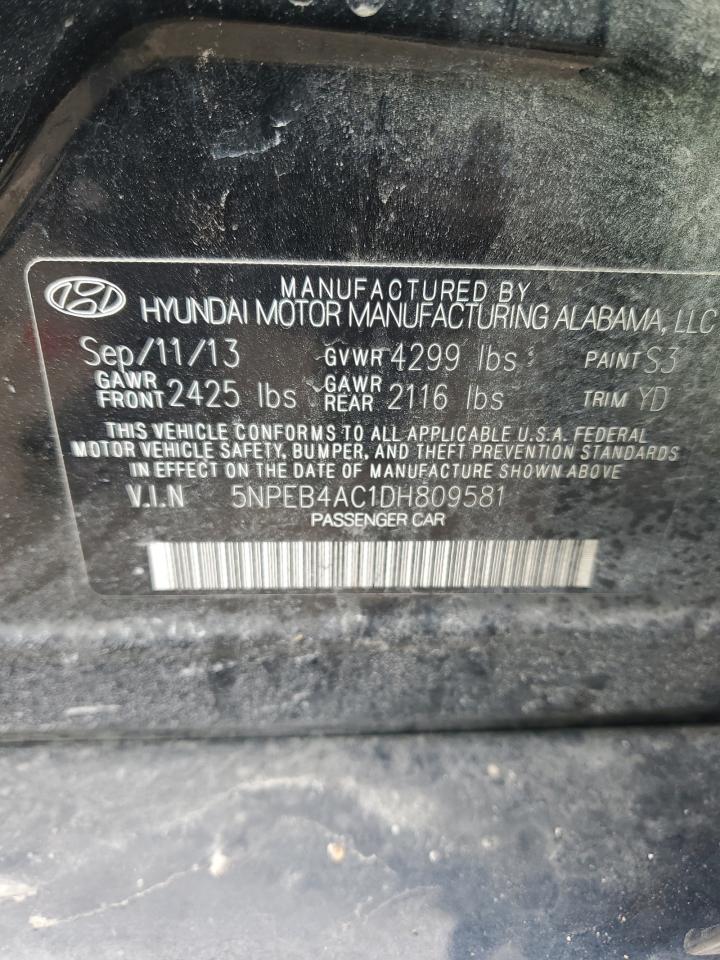 MANUFACTURED BY
HYUNDAI MOTOR MANUFACTURING ALABAMA, LLC
Sep/11/13 GVWR 4299 lbs PAINT S3
GAWR FRONT 2425 lbs GAWR REAR 2116 lbs TRIM YD
THIS VEHICLE CONFORMS TO ALL APPLICABLE U.S.A. FEDERAL
MOTOR VEHICLE SAFETY, BUMPER, AND THEFT PREVENTION STANDARDS
IN EFFECT ON THE DATE OF MANUFACTURE SHOWN ABOVE
V.I.N 5NPEB4AC1DH809581
PASSENGER CAR